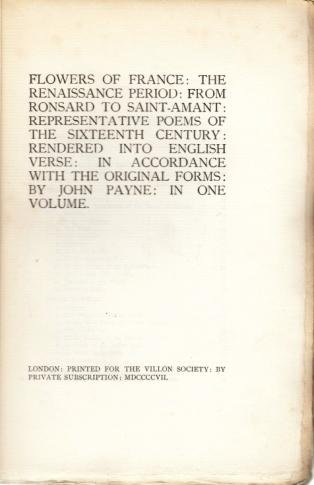 FLOWERS OF FRANCE: THE
RENAISSANCE PERIOD: FROM
RONSARD TO SAINT-AMANT:
REPRESENTATIVE POEMS OF
THE SIXTEENTH CENTURY:
RENDERED INTO ENGLISH
VERSE: IN ACCORDANCE
WITH THE ORIGINAL FORMS:
BY JOHN PAYNE: IN ONE
VOLUME.
LONDON: PRINTED FOR THE VILLON SOCIETY: BY
PRIVATE SUBSCRIPTION: MDCCCCVII.